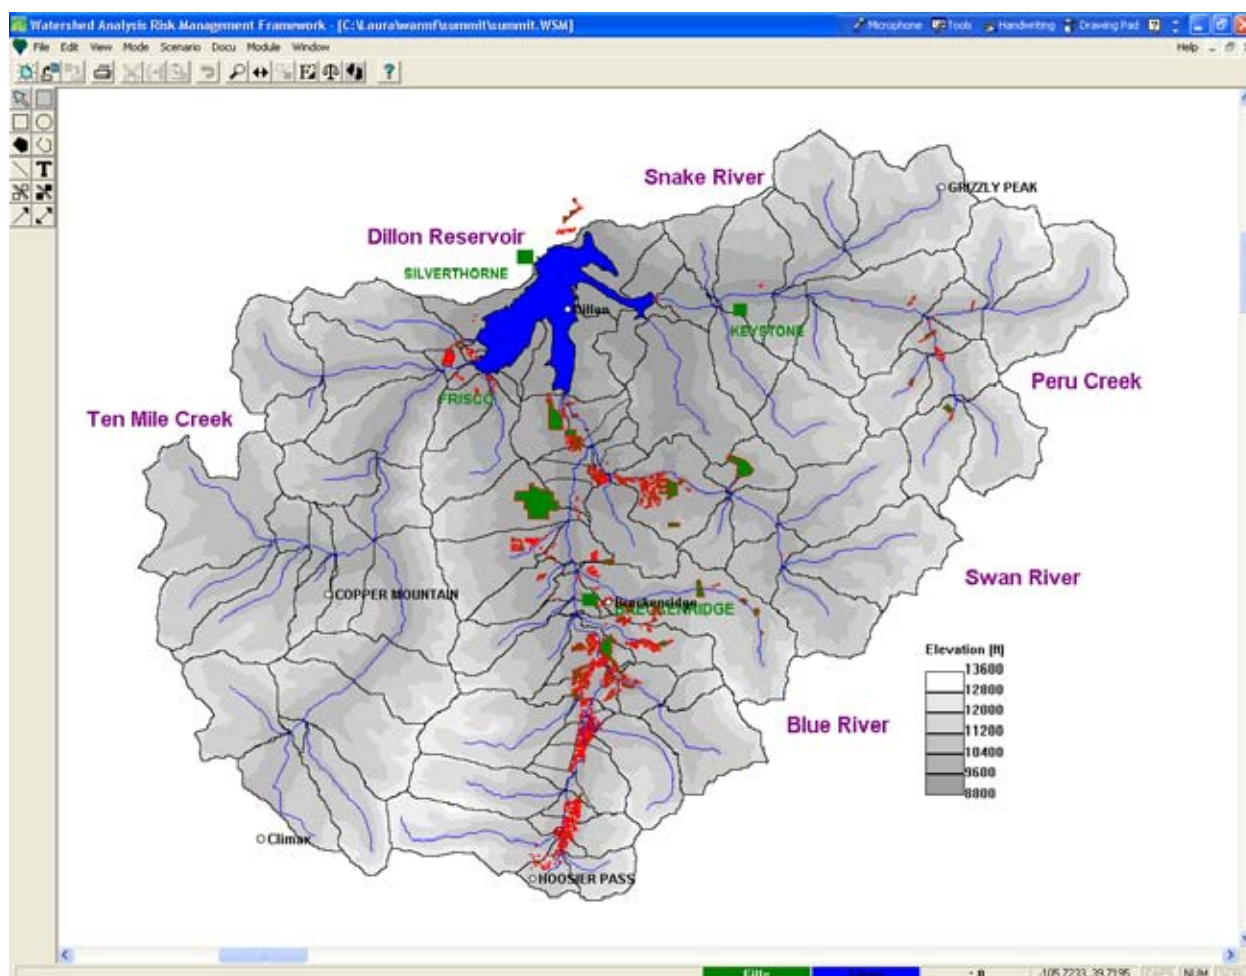 Watershed Analysis Risk Management Framework - [C:\Laura\warmf\summit\summit.WSM]
Microphone Tools Handwriting Drawing Pad
File Edit View Mode Scenario Docu Module Window Help
Snake River
GRIZZLY PEAK
Dillon Reservoir
SILVERTHORNE
Dillon
KEYSTONE
Peru Creek
FRISCO
Ten Mile Creek
Swan River
COPPER MOUNTAIN
Breckenridge
BRECKENRIDGE
Elevation [ft]
13600
12800
12000
11200
10400
9600
8800
Blue River
Climax
HOOSIER PASS
-105.7233, 39.7195
NUM